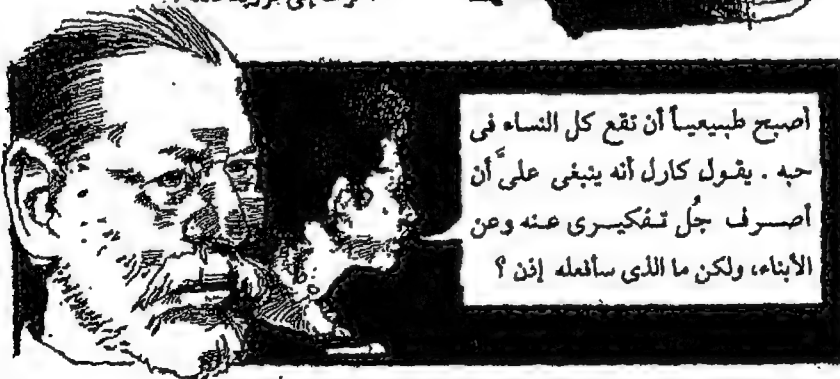 أصبح طبيعياً أن تقع كل النساء فى
حبه . يقول كارل أنه ينبغى علىَّ أن
أصرف جُل تفكيرى عنه وعن
الأبناء، ولكن ما الذى سأفعله إذن ؟